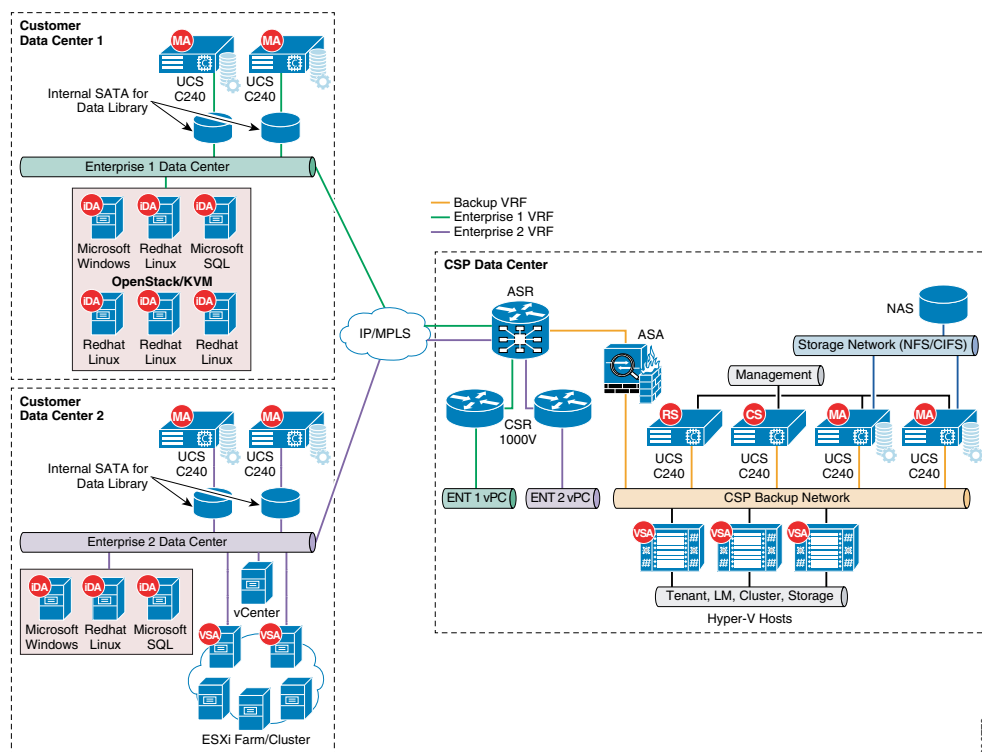 Customer
Data Center 1
MA
MA
UCS
C240
UCS
C240
Internal SATA for
Data Library
Enterprise 1 Data Center
iDA
iDA
iDA
Microsoft
Windows
Redhat
Linux
Microsoft
SQL
OpenStack/KVM
iDA
iDA
iDA
Redhat
Linux
Redhat
Linux
Redhat
Linux
Customer
Data Center 2
MA
MA
UCS
C240
UCS
C240
Internal SATA for
Data Library
Enterprise 2 Data Center
iDA
iDA
iDA
Microsoft
Windows
Redhat
Linux
Microsoft
SQL
vCenter
VSA
VSA
ESXi Farm/Cluster
IP/MPLS
Backup VRF
Enterprise 1 VRF
Enterprise 2 VRF
CSP Data Center
ASR
ASA
NAS
Storage Network (NFS/CIFS)
Management
CSR
1000V
RS
CS
MA
MA
UCS
C240
UCS
C240
UCS
C240
UCS
C240
ENT 1 vPC
ENT 2 vPC
CSP Backup Network
VSA
VSA
VSA
Tenant, LM, Cluster, Storage
Hyper-V Hosts